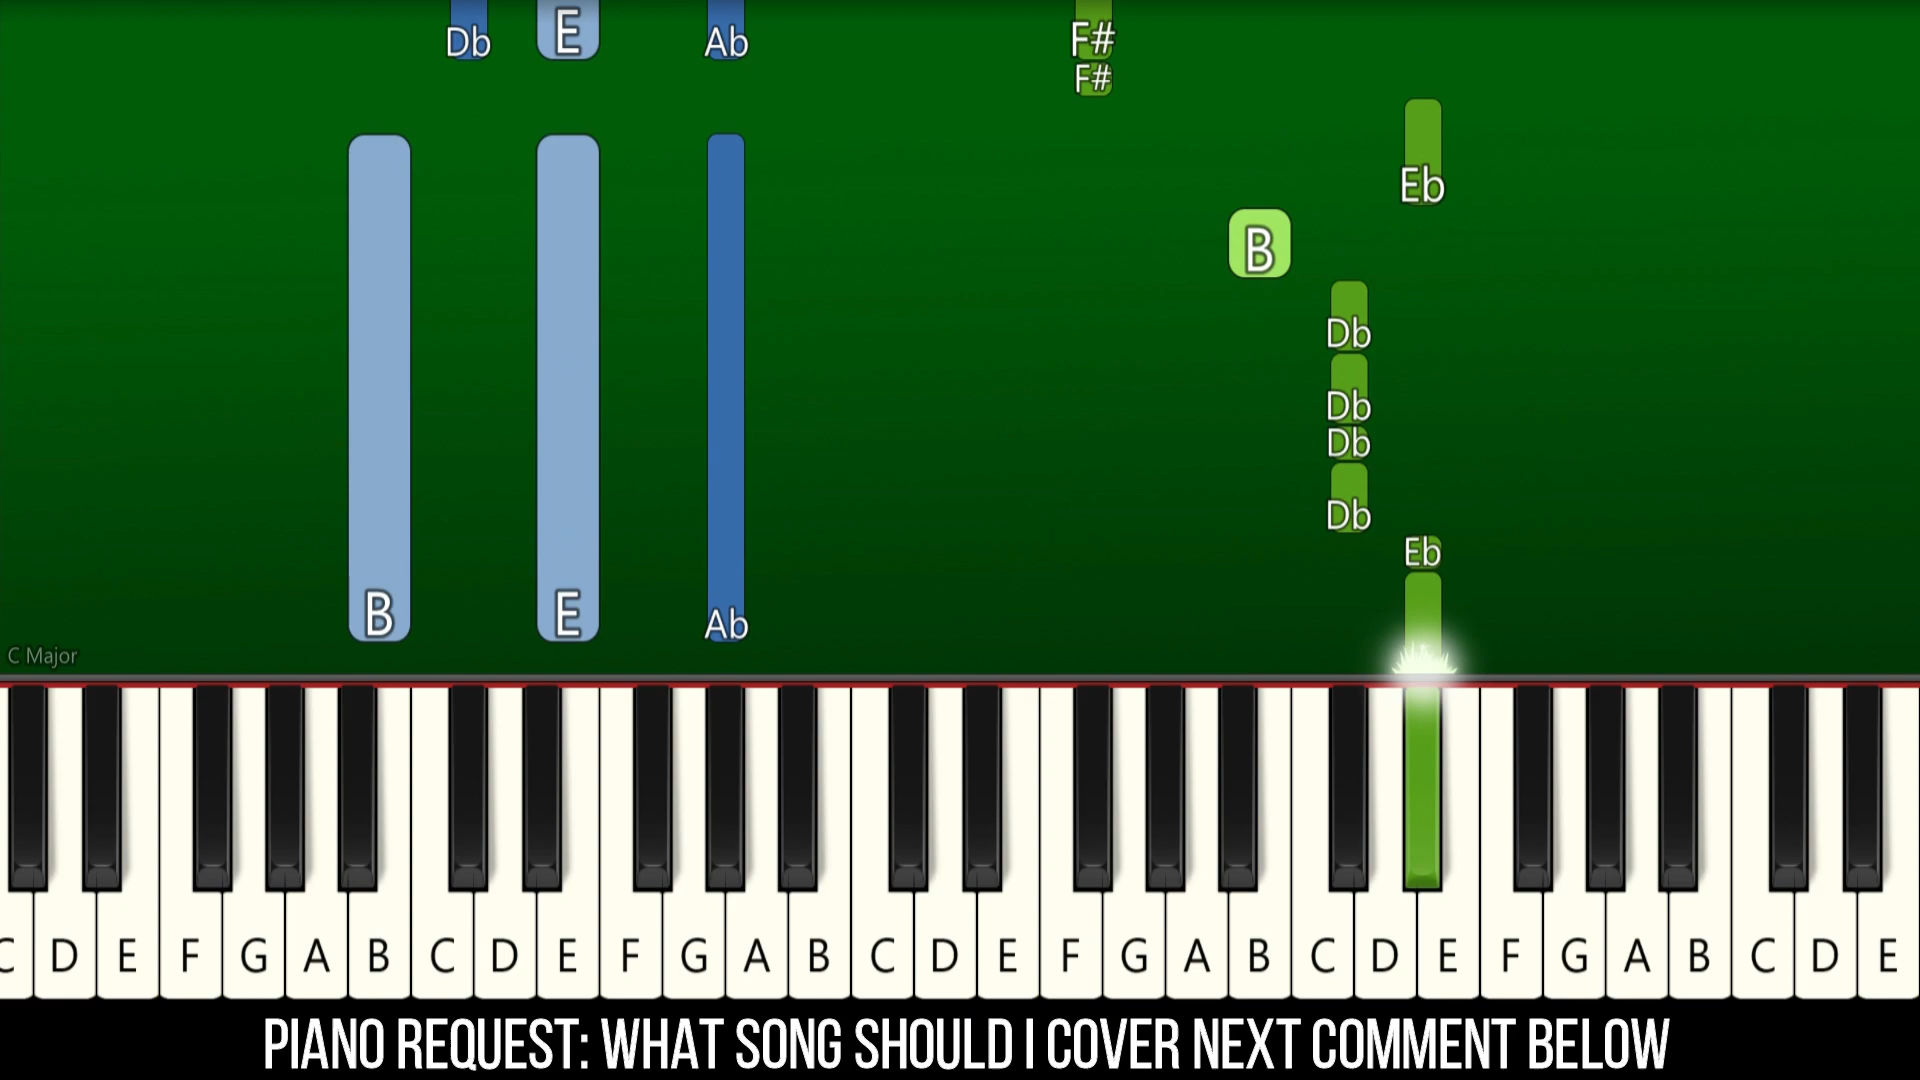 Db E Ab F#
F#
Eb
B
Db
Db
Db
Db
Eb
B E Ab
C Major
C D E F G A B C D E F G A B C D E F G A B C D E F G A B C D E
PIANO REQUEST: WHAT SONG SHOULD I COVER NEXT COMMENT BELOW